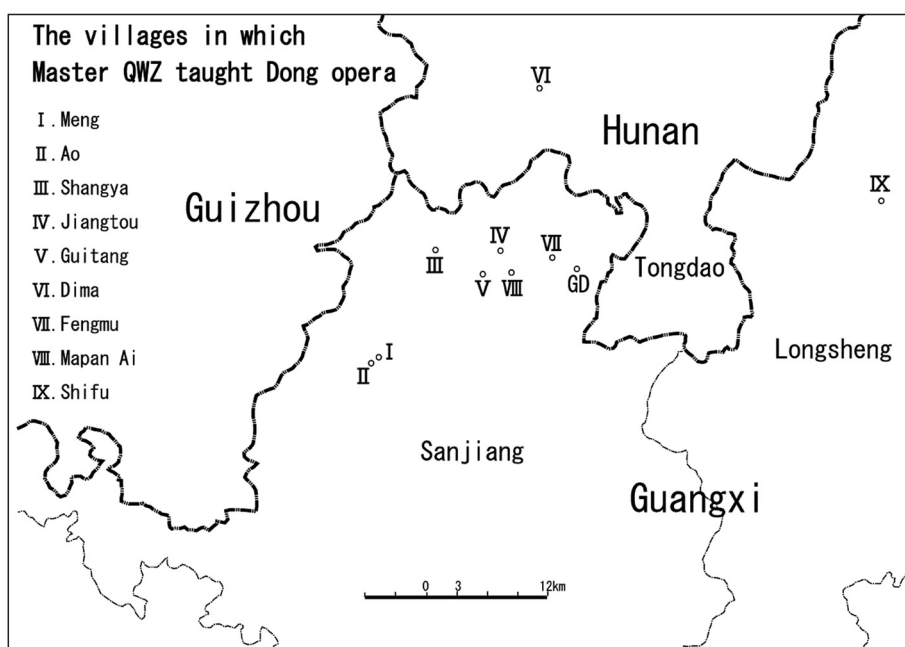 The villages in which
Master QWZ taught Dong opera
Ⅰ.Meng
Ⅱ.Ao
Ⅲ.Shangya
Ⅳ.Jiangtou
Ⅴ.Guitang
Ⅵ.Dima
Ⅶ.Fengmu
Ⅷ.Mapan Ai
Ⅸ.Shifu
Ⅵ
Hunan
Ⅸ
Guizhou
Ⅳ
Ⅶ
Ⅲ
Tongdao
Ⅴ
Ⅷ
GD
Ⅰ
Ⅱ
Longsheng
Sanjiang
Guangxi
0 3 12km